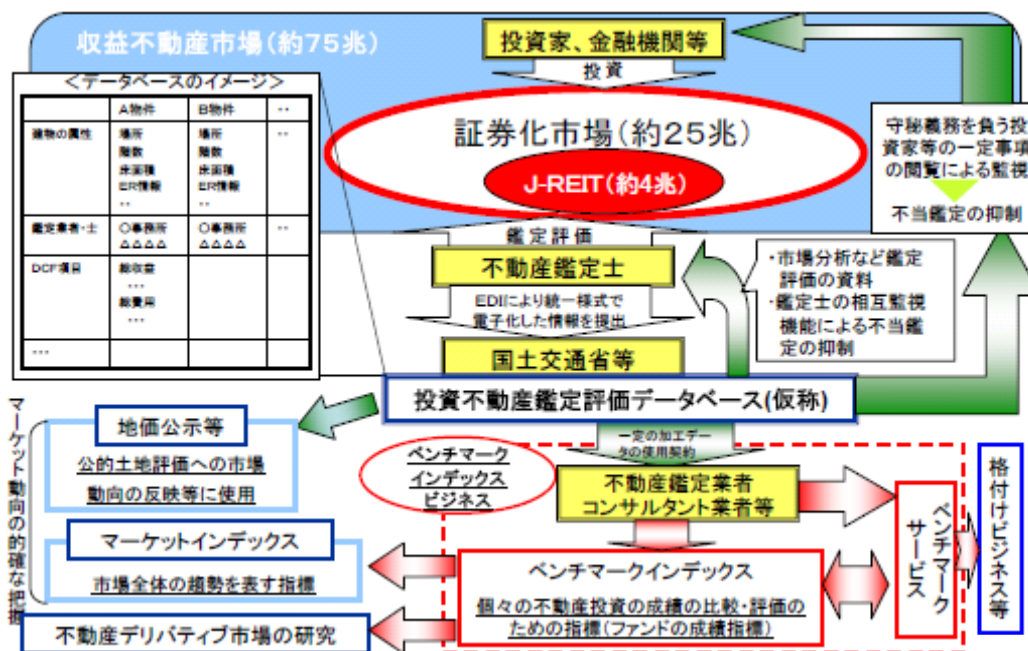 収益不動産市場(約75兆)
投資家、金融機関等
投資
<データベースのイメージ>
A物件 B物件 ‥
建物の属性 場所 場所 ‥
階数 階数
床面積 床面積
ER情報 ER情報
‥ ‥
鑑定業者・士 〇事務所 〇事務所 ‥
△△△△ △△△△
DCF項目 総収益
…
総費用
…
…
証券化市場(約25兆)
J-REIT(約4兆)
守秘義務を負う投
資家等の一定事項
の閲覧による監視
不当鑑定の抑制
鑑定評価
不動産鑑定士
EDIにより統一様式で
電子化した情報を提出
・市場分析など鑑定
評価の資料
・鑑定士の相互監視
機能による不当鑑
定の抑制
国土交通省等
投資不動産鑑定評価データベース(仮称)
マーケット動向の的確な把握
地価公示等
公的土地評価への市場
動向の反映等に使用
マーケットインデックス
市場全体の趨勢を表す指標
不動産デリバティブ市場の研究
一定の加工デー
タの使用契約
ベンチマーク
インデックス
ビジネス
不動産鑑定業者
コンサルタント業者等
ベンチマークインデックス
個々の不動産投資の成績の比較・評価の
ための指標(ファンドの成績指標)
ベンチマーク
サービス
格付けビジネス等